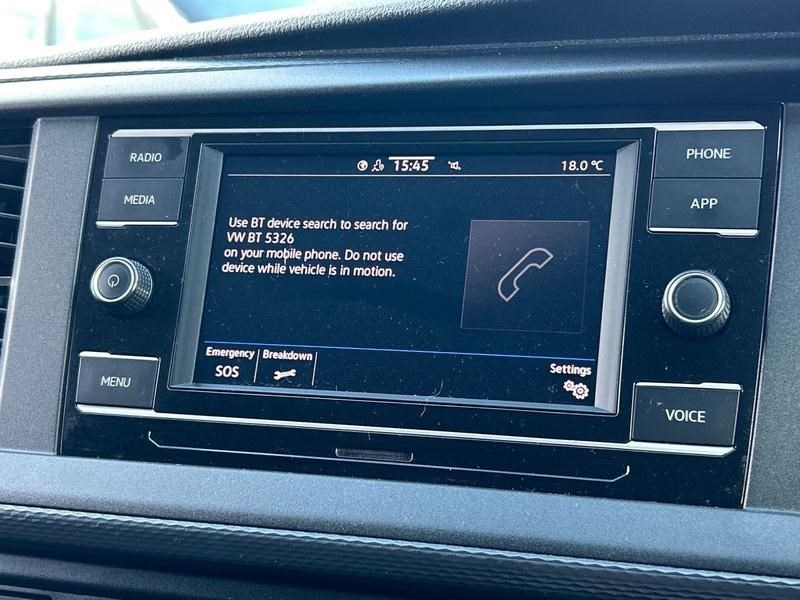 RADIO
MEDIA
MENU
15:45
18.0 °C
Use BT device search to search for
VW BT 5326
on your mobile phone. Do not use
device while vehicle is in motion.
Emergency
SOS
Breakdown
Settings
PHONE
APP
VOICE